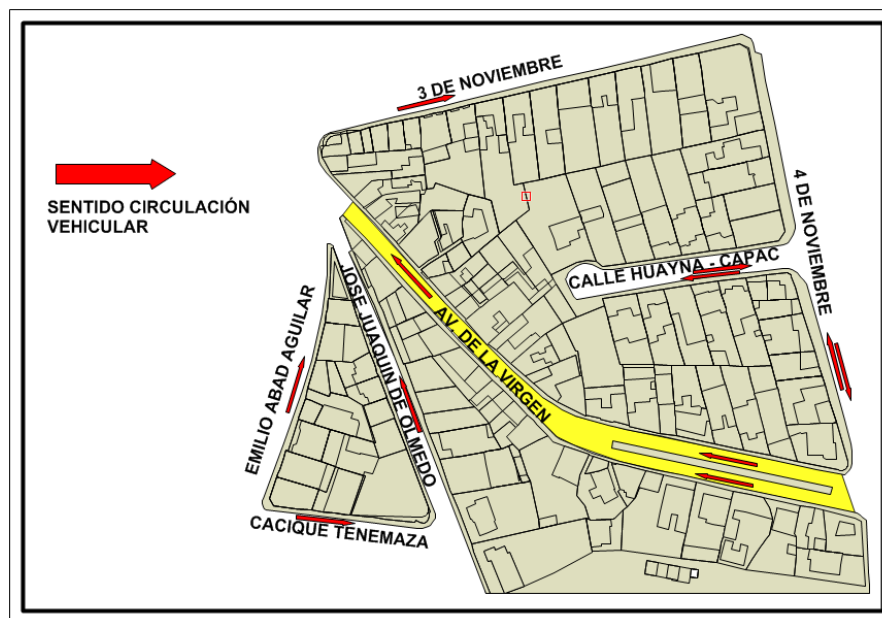 3 DE NOVIEMBRE
SENTIDO CIRCULACIÓN
VEHICULAR
4 DE NOVIEMBRE
CALLE HUAYNA - CAPAC
JOSE JUAQUIN DE OLMEDO
AV. DE LA VIRGEN
EMILIO ABAD AGUILAR
CACIQUE TENEMAZA